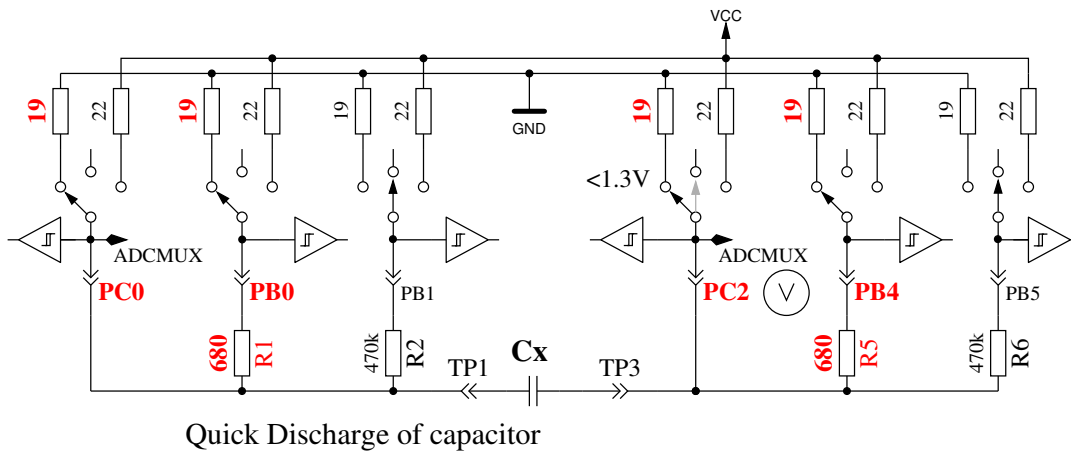 VCC
19 22 19 22 19 22 GND 19 22 19 22 19 22
<1.3V
ADCMUX ADCMUX
PC0 PB0 PB1 PC2 V PB4 PB5
680 R1 470k R2 680 R5 470k R6
TP1 Cx TP3
Quick Discharge of capacitor